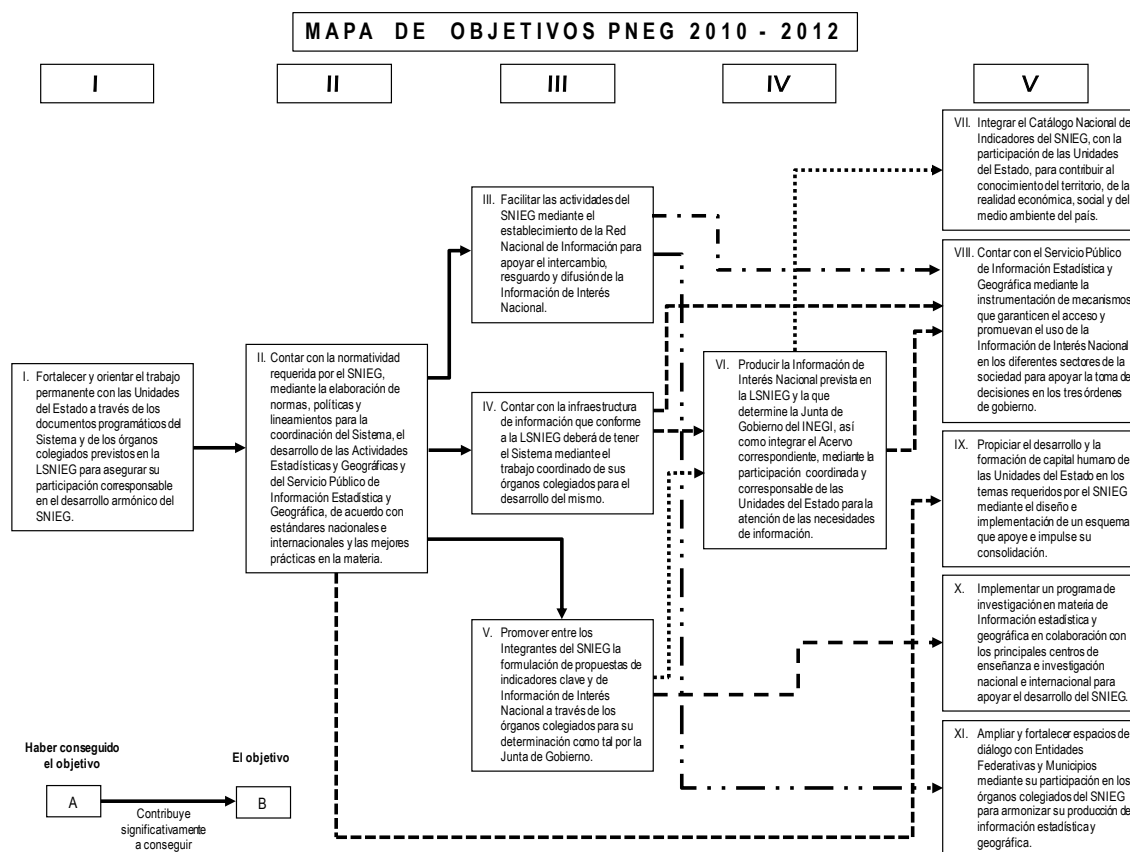 MAPA DE OBJETIVOS PNEG 2010 - 2012
I
II
III
IV
V
I. Fortalecer y orientar el trabajo
permanente con las Unidades
del Estado a través de los
documentos programáticos del
Sistema y de los órganos
colegiados previstos en la
LSNIEG para asegurar su
participación corresponsable
en el desarrollo armónico del
SNIEG.
II. Contar con la normatividad
requerida por el SNIEG,
mediante la elaboración de
normas, políticas y
lineamientos para la
coordinación del Sistema, el
desarrollo de las Actividades
Estadísticas y Geográficas y
del Servicio Público de
Información Estadística y
Geográfica, de acuerdo con
estándares nacionales e
internacionales y las mejores
prácticas en la materia.
III. Facilitar las actividades del
SNIEG mediante el
establecimiento de la Red
Nacional de Información para
apoyar el intercambio,
resguardo y difusión de la
Información de Interés
Nacional.
IV. Contar con la infraestructura
de información que conforme
a la LSNIEG deberá de tener
el Sistema mediante el
trabajo coordinado de sus
órganos colegiados para el
desarrollo del mismo.
V. Promover entre los
Integrantes del SNIEG la
formulación de propuestas de
indicadores clave y de
Información de Interés
Nacional a través de los
órganos colegiados para su
determinación como tal por la
Junta de Gobierno.
VI. Producir la Información de
Interés Nacional prevista en
la LSNIEG y la que
determine la Junta de
Gobierno del INEGI, así
como integrar el Acervo
correspondiente, mediante la
participación coordinada y
corresponsable de las
Unidades del Estado para la
atención de las necesidades
de información.
VII. Integrar el Catálogo Nacional de
Indicadores del SNIEG, con la
participación de las Unidades
del Estado, para contribuir al
conocimiento del territorio, de la
realidad económica, social y del
medio ambiente del país.
VIII. Contar con el Servicio Público
de Información Estadística y
Geográfica mediante la
instrumentación de mecanismos
que garanticen el acceso y
promuevan el uso de la
Información de Interés Nacional
en los diferentes sectores de la
sociedad para apoyar la toma de
decisiones en los tres órdenes
de gobierno.
IX. Propiciar el desarrollo y la
formación de capital humano de
las Unidades del Estado en los
temas requeridos por el SNIEG
mediante el diseño e
implementación de un esquema
que apoye e impulse su
consolidación.
X. Implementar un programa de
investigación en materia de
Información estadística y
geográfica en colaboración con
los principales centros de
enseñanza e investigación
nacional e internacional para
apoyar el desarrollo del SNIEG.
XI. Ampliar y fortalecer espacios de
diálogo con Entidades
Federativas y Municipios
mediante su participación en los
órganos colegiados del SNIEG
para armonizar su producción de
información estadística y
geográfica.
Haber conseguido
el objetivo
El objetivo
A
B
Contribuye
significativamente
a conseguir